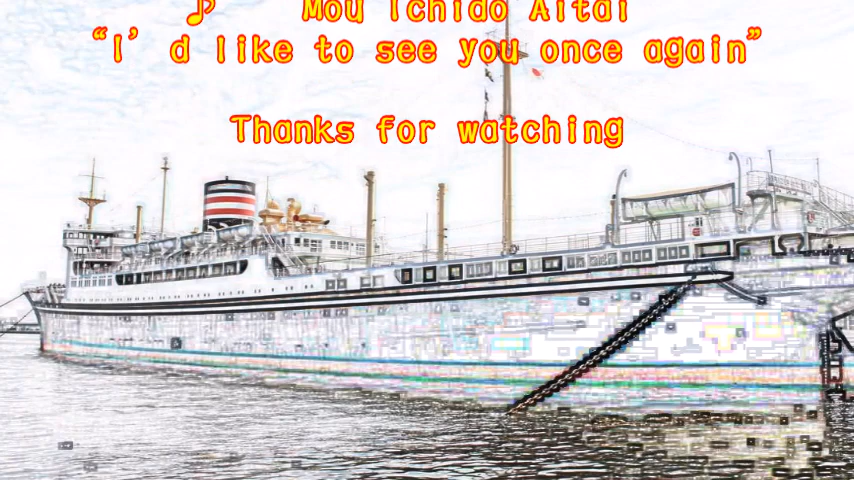 ♪ Mou Ichido Aitai
“I’d like to see you once again”
Thanks for watching